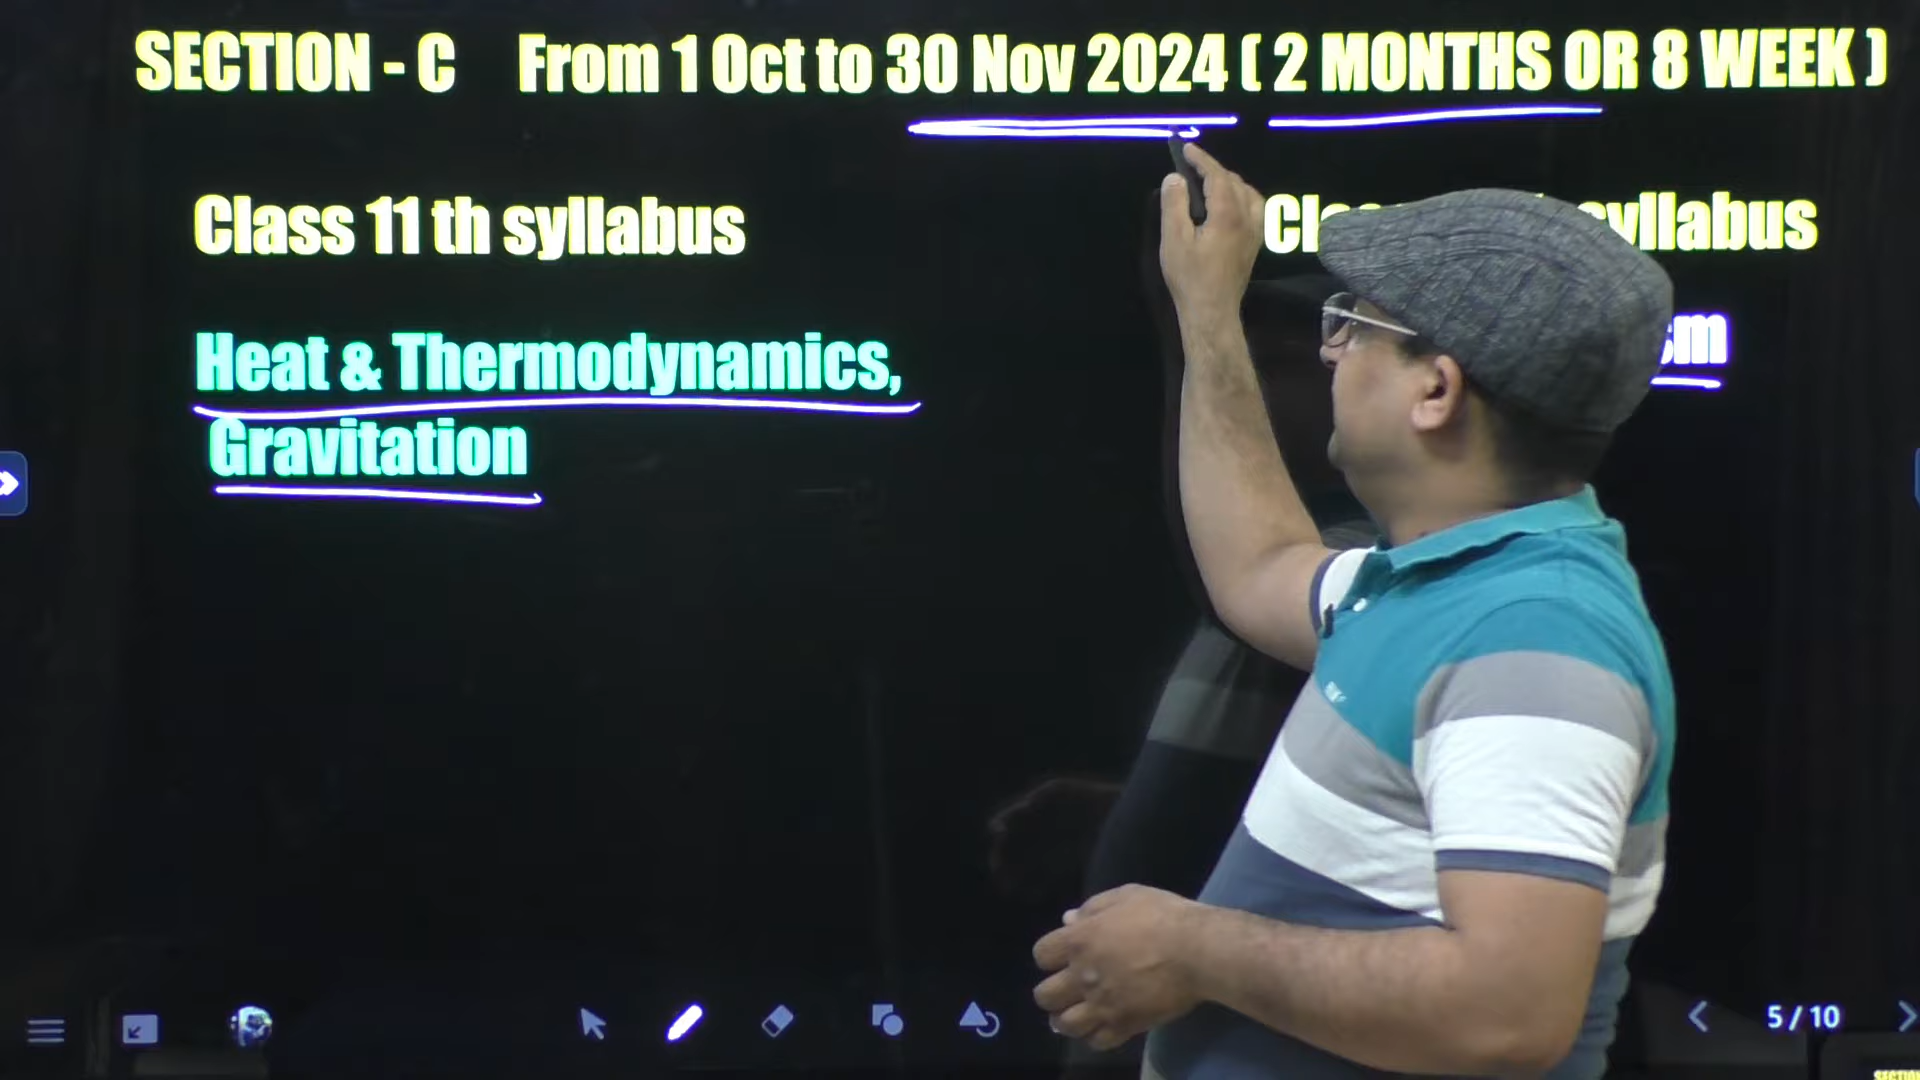 SECTION - C From 1 Oct to 30 Nov 2024 ( 2 MONTHS OR 8 WEEK )
Class 11 th syllabus
syllabus
Heat & Thermodynamics,
Gravitation
5 / 10